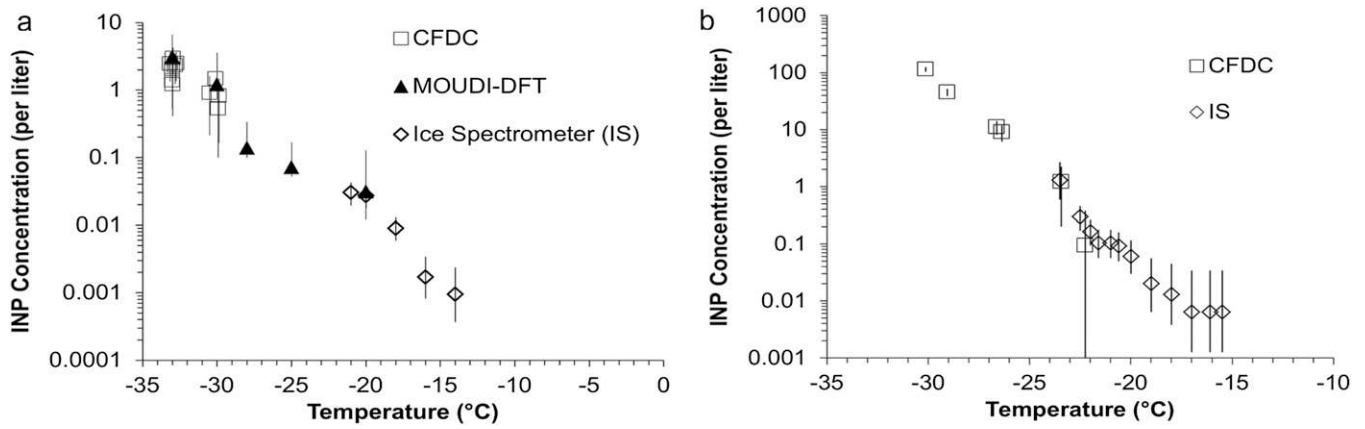 a
INP Concentration (per liter)
10
1
0.1
0.01
0.001
0.0001
CFDC
MOUDI-DFT
Ice Spectrometer (IS)
-35 -30 -25 -20 -15 -10 -5 0
Temperature (°C)
b
INP Concentration (per liter)
1000
100
10
1
0.1
0.01
0.001
CFDC
IS
-35 -30 -25 -20 -15 -10
Temperature (°C)